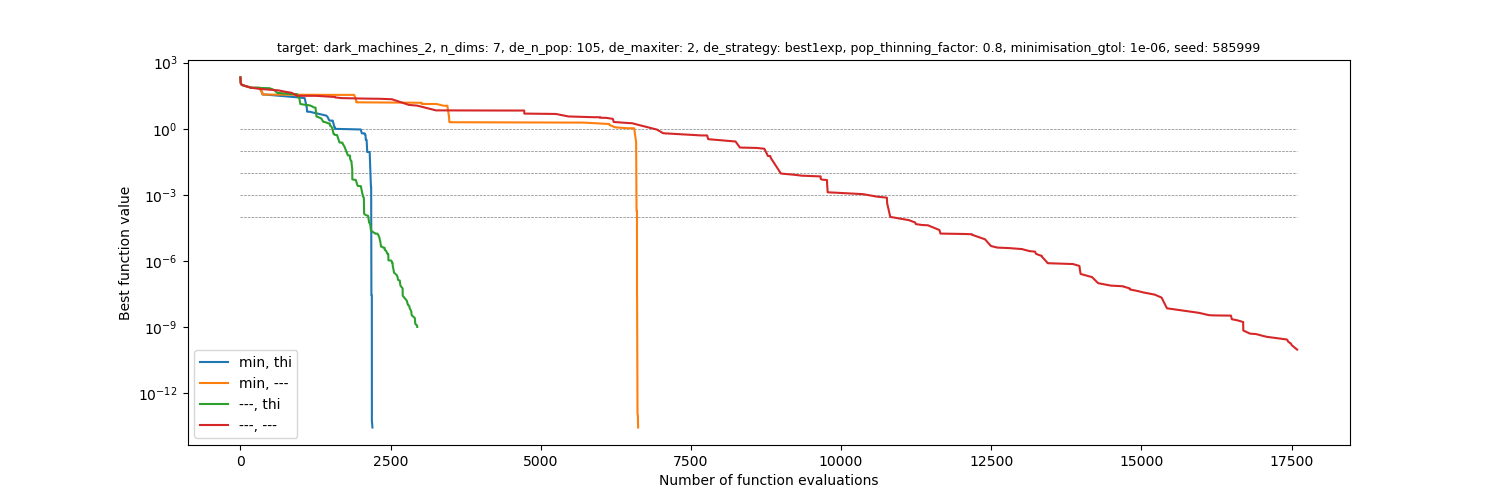 target: dark_machines_2, n_dims: 7, de_n_pop: 105, de_maxiter: 2, de_strategy: best1exp, pop_thinning_factor: 0.8, minimisation_gtol: 1e-06, seed: 585999
Best function value
10³
10⁰
10⁻³
10⁻⁶
10⁻⁹
10⁻¹²
min, thi
min, ---
---, thi
---, ---
0 2500 5000 7500 10000 12500 15000 17500
Number of function evaluations